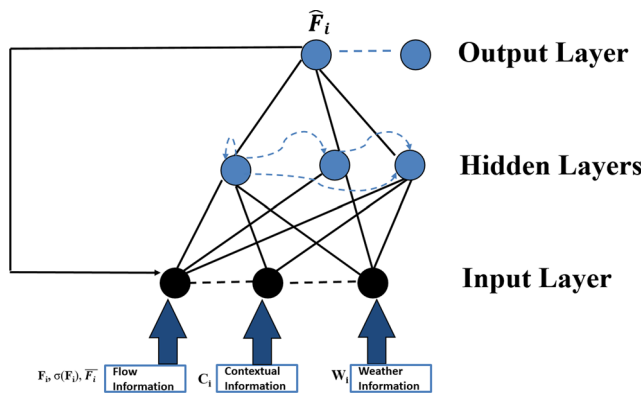 F̂ᵢ
Output Layer
Hidden Layers
Input Layer
Fᵢ, σ(Fᵢ), F̅ᵢ
Flow
Information
Cᵢ
Contextual
Information
Wᵢ
Weather
Information